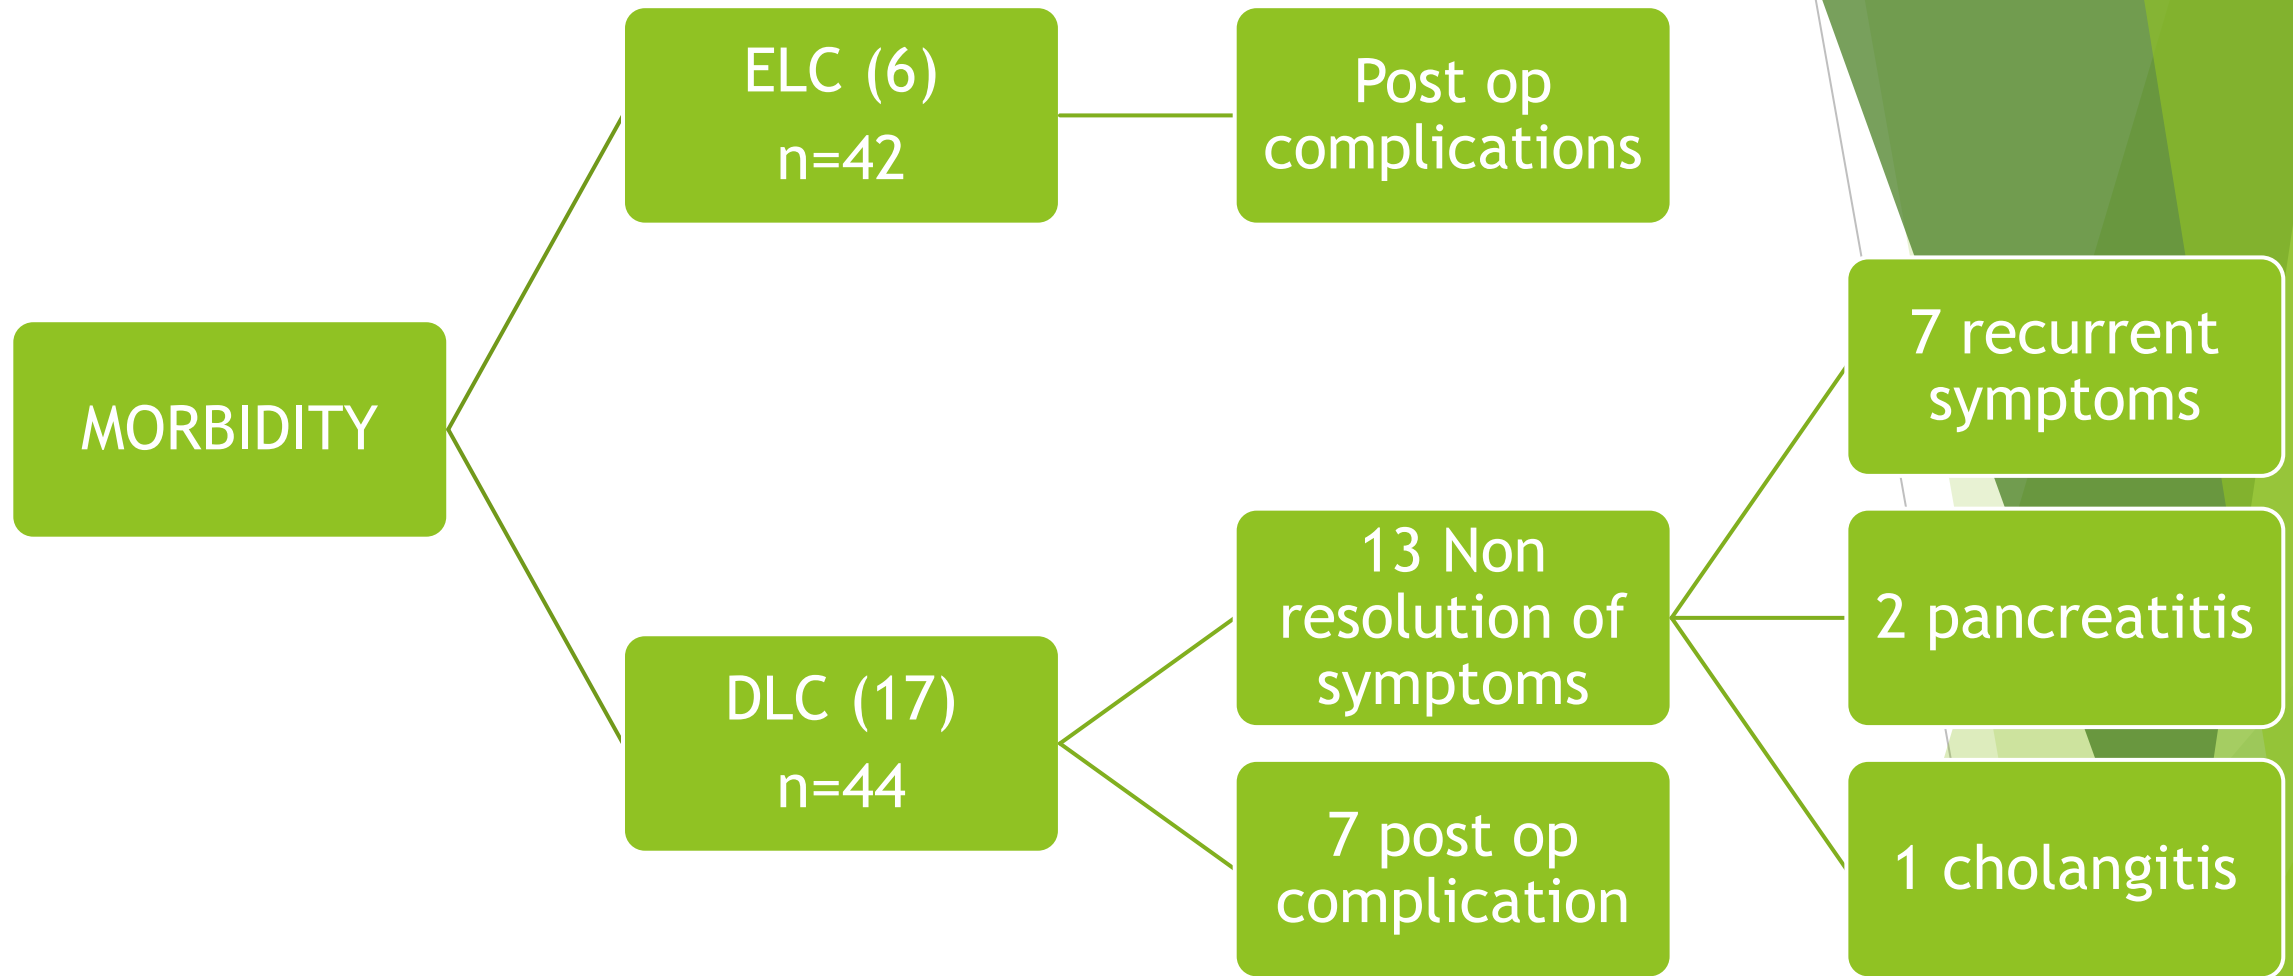 MORBIDITY
ELC (6)
n=42
Post op
complications
DLC (17)
n=44
13 Non
resolution of
symptoms
7 post op
complication
7 recurrent
symptoms
2 pancreatitis
1 cholangitis